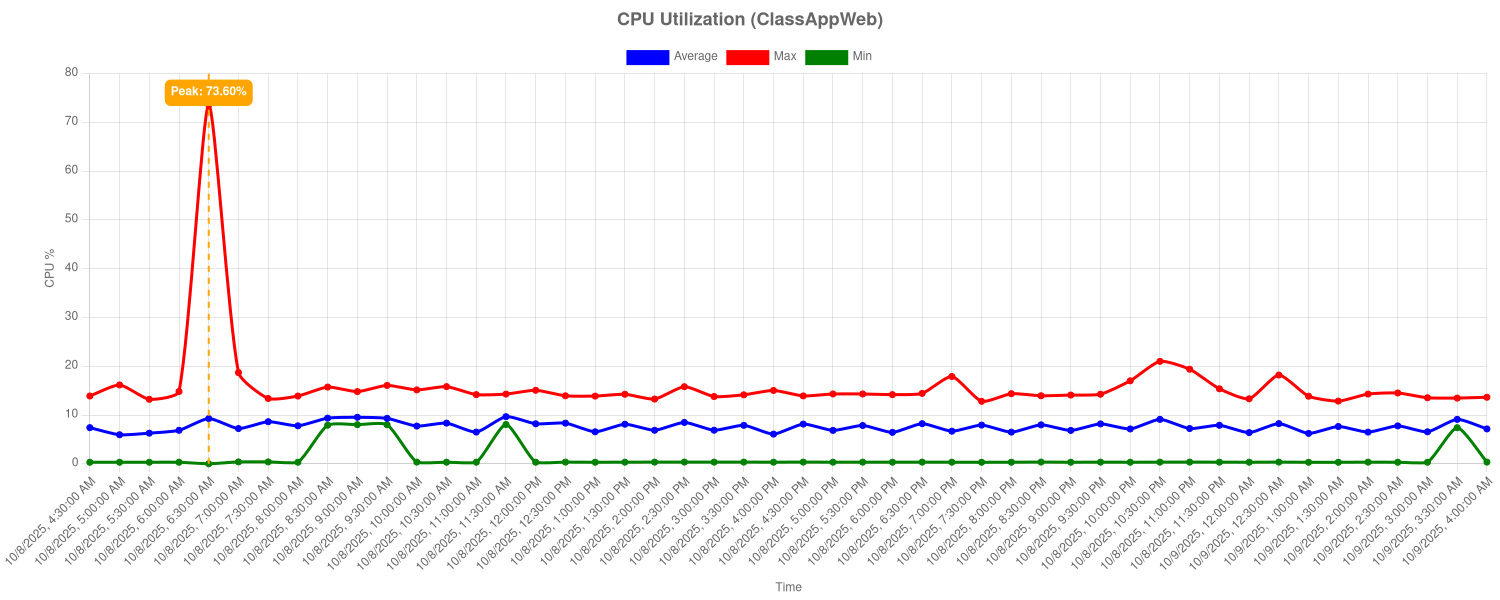 CPU Utilization (ClassAppWeb)
Average Max Min
80
Peak: 73.60%
70
60
50
40
30
20
10
0
CPU %
10/8/2025, 4:30:00 AM
10/8/2025, 5:00:00 AM
10/8/2025, 5:30:00 AM
10/8/2025, 6:00:00 AM
10/8/2025, 6:30:00 AM
10/8/2025, 7:00:00 AM
10/8/2025, 7:30:00 AM
10/8/2025, 8:00:00 AM
10/8/2025, 8:30:00 AM
10/8/2025, 9:00:00 AM
10/8/2025, 9:30:00 AM
10/8/2025, 10:00:00 AM
10/8/2025, 10:30:00 AM
10/8/2025, 11:00:00 AM
10/8/2025, 11:30:00 AM
10/8/2025, 12:00:00 PM
10/8/2025, 12:30:00 PM
10/8/2025, 1:00:00 PM
10/8/2025, 1:30:00 PM
10/8/2025, 2:00:00 PM
10/8/2025, 2:30:00 PM
10/8/2025, 3:00:00 PM
10/8/2025, 3:30:00 PM
10/8/2025, 4:00:00 PM
10/8/2025, 4:30:00 PM
10/8/2025, 5:00:00 PM
10/8/2025, 5:30:00 PM
10/8/2025, 6:00:00 PM
10/8/2025, 6:30:00 PM
10/8/2025, 7:00:00 PM
10/8/2025, 7:30:00 PM
10/8/2025, 8:00:00 PM
10/8/2025, 8:30:00 PM
10/8/2025, 9:00:00 PM
10/8/2025, 9:30:00 PM
10/8/2025, 10:00:00 PM
10/8/2025, 10:30:00 PM
10/8/2025, 11:00:00 PM
10/8/2025, 11:30:00 PM
10/9/2025, 12:00:00 AM
10/9/2025, 12:30:00 AM
10/9/2025, 1:00:00 AM
10/9/2025, 1:30:00 AM
10/9/2025, 2:00:00 AM
10/9/2025, 2:30:00 AM
10/9/2025, 3:00:00 AM
10/9/2025, 3:30:00 AM
10/9/2025, 4:00:00 AM
Time